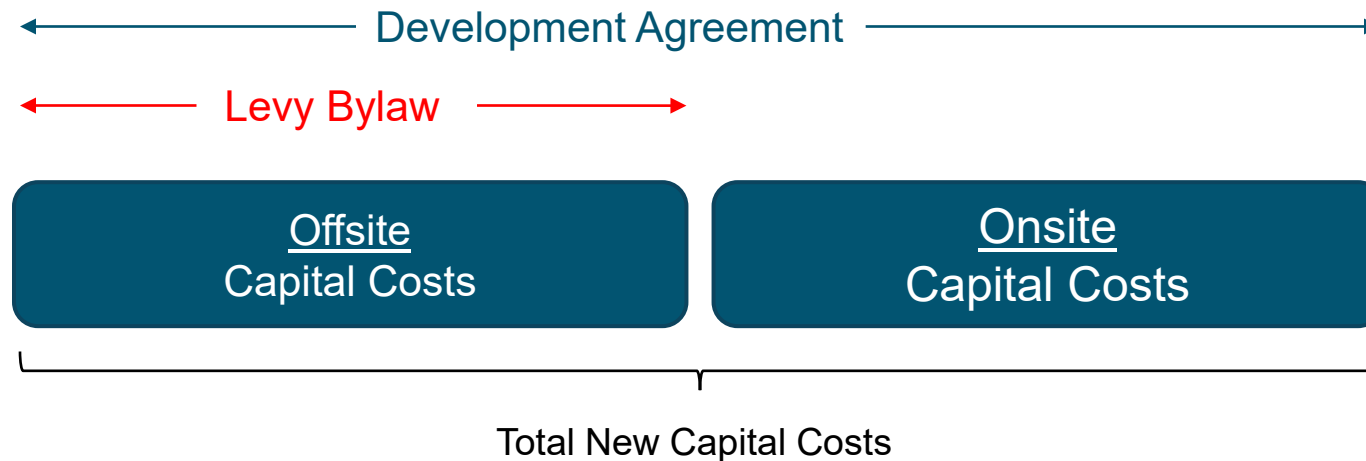 Development Agreement
Levy Bylaw
Offsite
Capital Costs
Onsite
Capital Costs
Total New Capital Costs